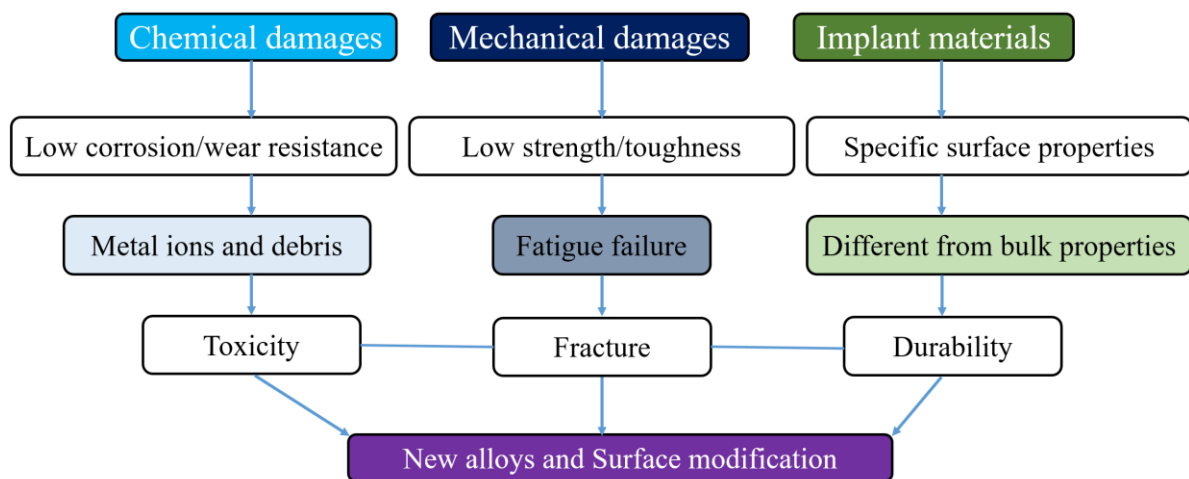 Chemical damages
Mechanical damages
Implant materials
Low corrosion/wear resistance
Low strength/toughness
Specific surface properties
Metal ions and debris
Fatigue failure
Different from bulk properties
Toxicity
Fracture
Durability
New alloys and Surface modification